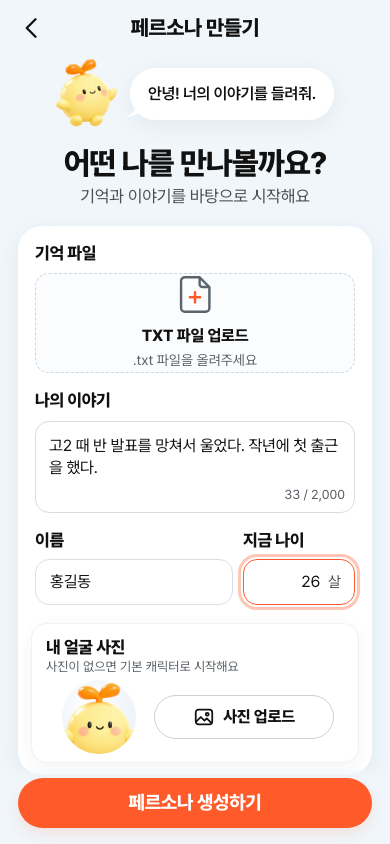 페르소나 만들기
안녕! 너의 이야기를 들려줘.
어떤 나를 만나볼까요?
기억과 이야기를 바탕으로 시작해요
기억 파일
TXT 파일 업로드
.txt 파일을 올려주세요
나의 이야기
고2 때 반 발표를 망쳐서 울었다. 작년에 첫 출근
을 했다.
33 / 2,000
이름
지금 나이
홍길동
26 살
내 얼굴 사진
사진이 없으면 기본 캐릭터로 시작해요
사진 업로드
페르소나 생성하기